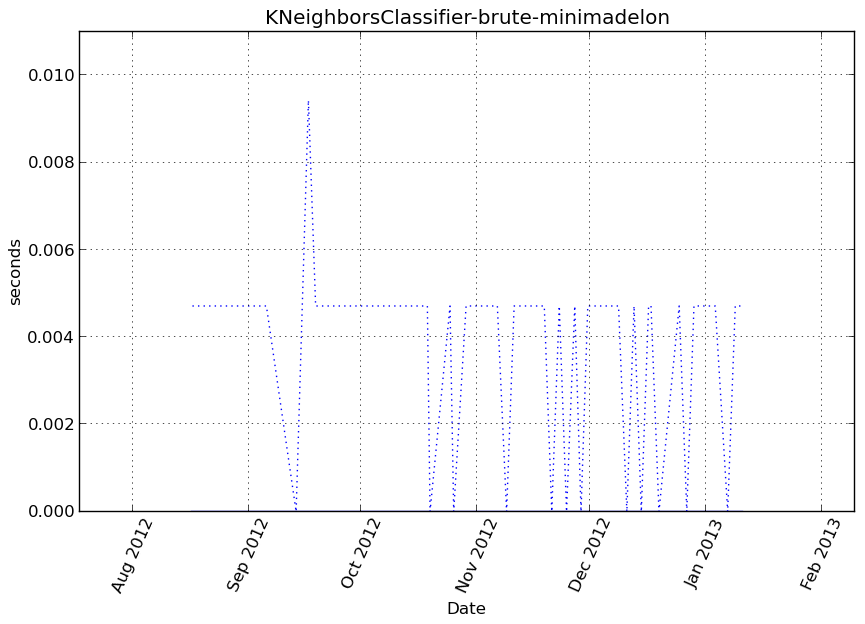 KNeighborsClassifier-brute-minimadelon
0.010
0.008
0.006
seconds
0.004
0.002
0.000
Aug 2012
Sep 2012
Oct 2012
Nov 2012
Dec 2012
Jan 2013
Feb 2013
Date